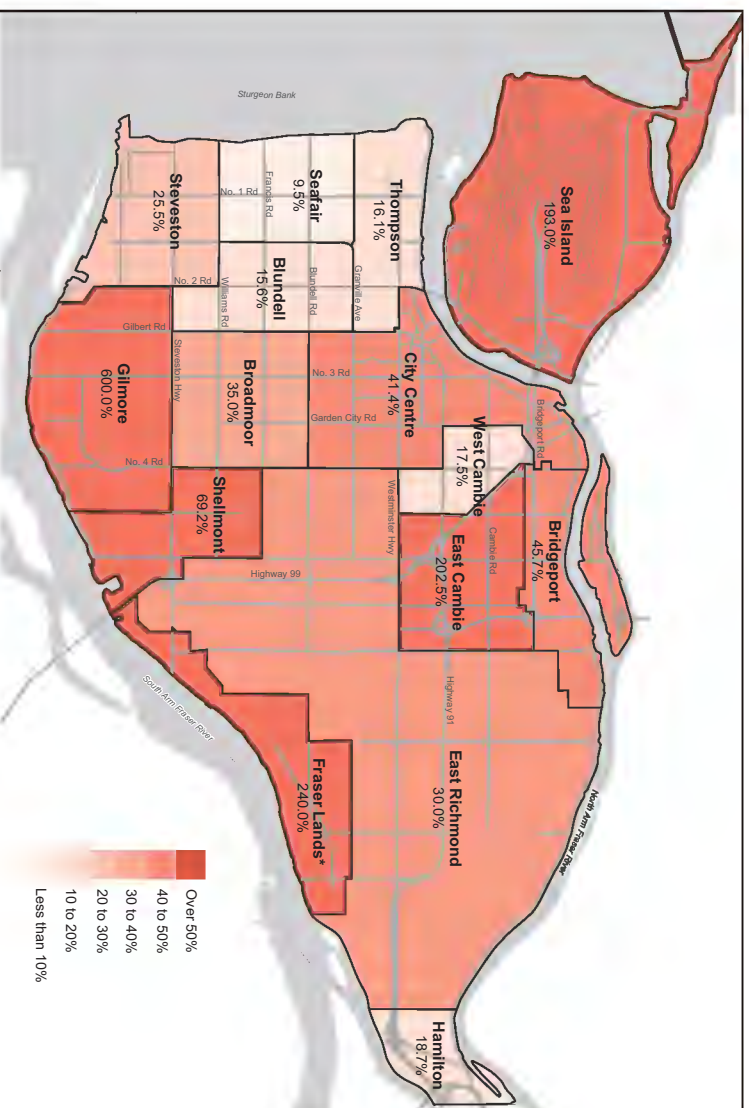 Sturgeon Bank
Sea Island
193.0%
Thompson
16.1%
Seafair
9.5%
No. 1 Rd
Francis Rd
Steveston
25.5%
Granville Ave
Blundell Rd
Blundell
15.6%
Williams Rd
No. 2 Rd
Gilbert Rd
Steveston Hwy
No. 3 Rd
City Centre
41.4%
Garden City Rd
Broadmoor
35.0%
Gilmore
600.0%
No. 4 Rd
Bridgeport Rd
West Cambie
17.5%
Westminster Hwy
Shellmont
69.2%
Bridgeport
45.7%
Cambie Rd
East Cambie
202.5%
Highway 99
Highway 91
South Arm Fraser River
North Arm Fraser River
East Richmond
30.0%
Fraser Lands*
240.0%
Hamilton
18.7%
Over 50%
40 to 50%
30 to 40%
20 to 30%
10 to 20%
Less than 10%